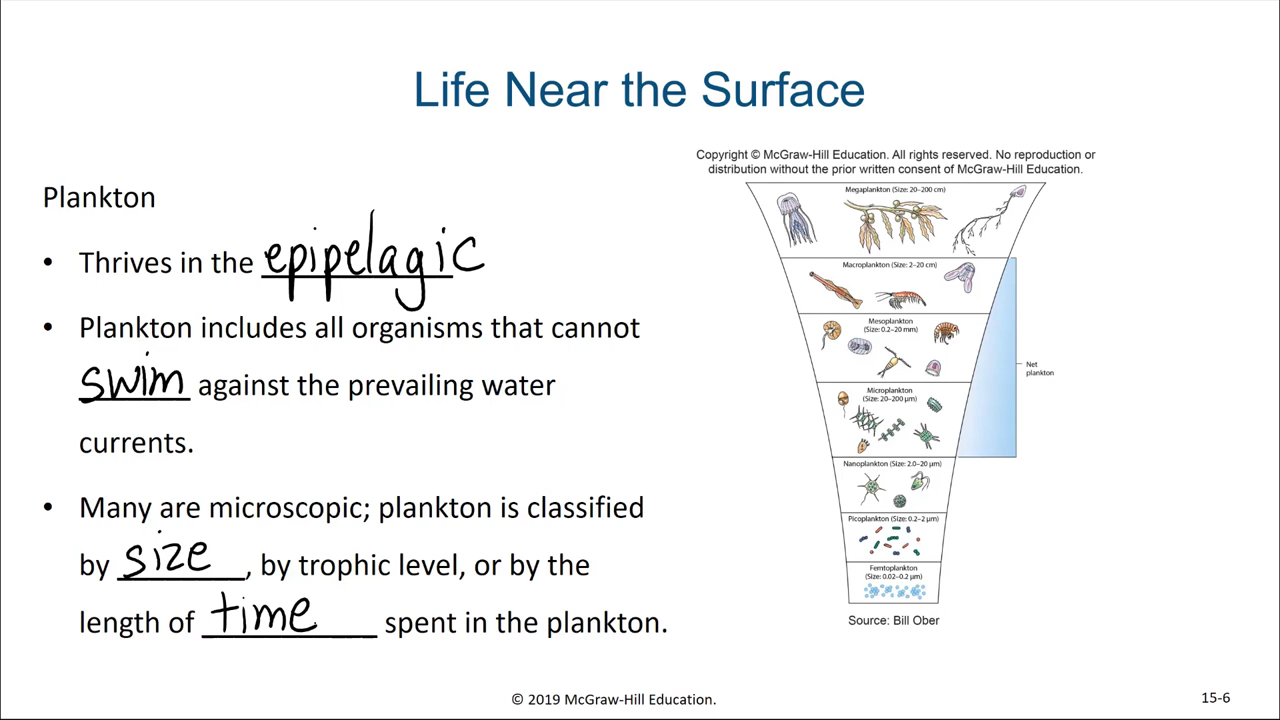 Life Near the Surface
Copyright © McGraw-Hill Education. All rights reserved. No reproduction or
distribution without the prior written consent of McGraw-Hill Education.
Plankton
• Thrives in the epipelagic
• Plankton includes all organisms that cannot
swim against the prevailing water
currents.
• Many are microscopic; plankton is classified
by size, by trophic level, or by the
length of time spent in the plankton.
Megaplankton (Size: 20–200 cm)
Macroplankton (Size: 2–20 cm)
Mesoplankton
(Size: 0.2–20 mm)
Microplankton
(Size: 20–200 µm)
Nanoplankton (Size: 2.0–20 µm)
Picoplankton (Size: 0.2–2 µm)
Femtoplankton
(Size: 0.02–0.2 µm)
Net
plankton
Source: Bill Ober
© 2019 McGraw-Hill Education.
15-6